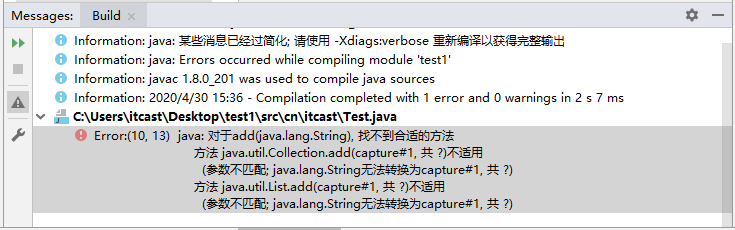 Messages: Build ×
Information: java: 某些消息已经过简化; 请使用 -Xdiags:verbose 重新编译以获得完整输出
Information: java: Errors occurred while compiling module 'test1'
Information: javac 1.8.0_201 was used to compile java sources
Information: 2020/4/30 15:36 - Compilation completed with 1 error and 0 warnings in 2 s 7 ms
C:\Users\itcast\Desktop\test1\src\cn\itcast\Test.java
Error:(10, 13) java: 对于add(java.lang.String), 找不到合适的方法
方法 java.util.Collection.add(capture#1, 共 ?)不适用
(参数不匹配; java.lang.String无法转换为capture#1, 共 ?)
方法 java.util.List.add(capture#1, 共 ?)不适用
(参数不匹配; java.lang.String无法转换为capture#1, 共 ?)